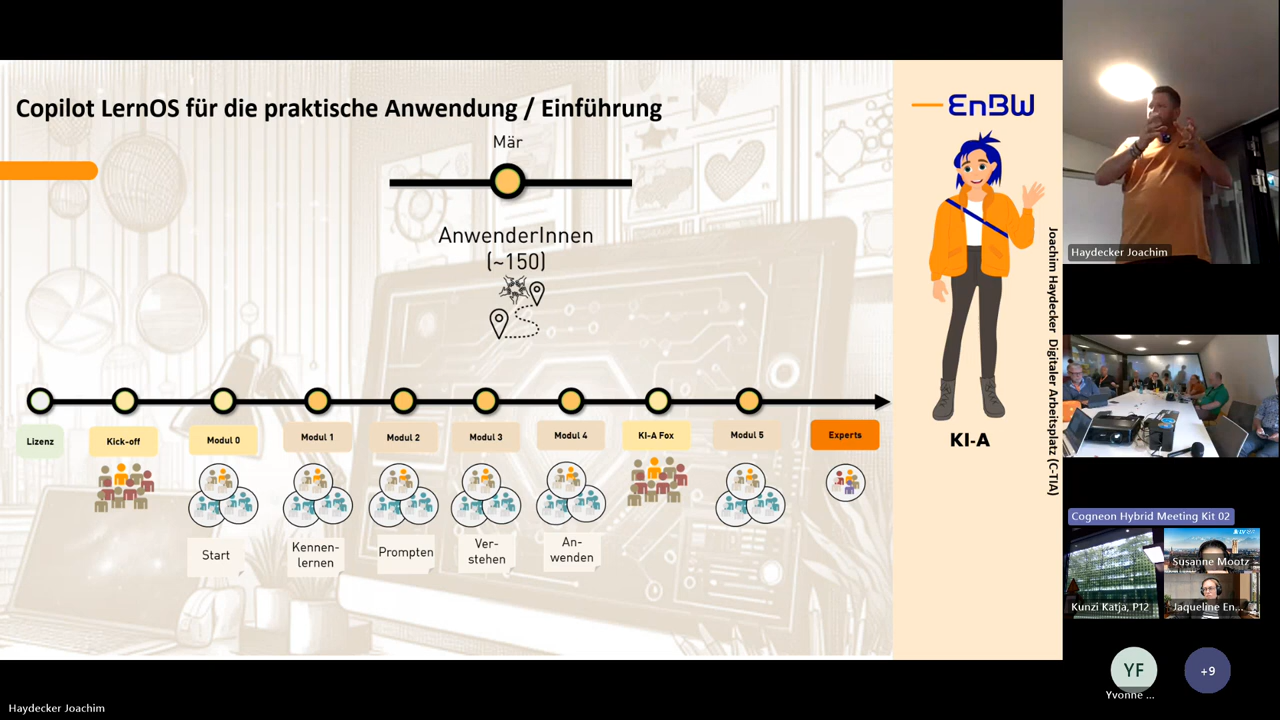 Copilot LernOS für die praktische Anwendung / Einführung
Mär
AnwenderInnen
(~150)
Lizenz
Kick-off
Modul 0
Modul 1
Modul 2
Modul 3
Modul 4
KI-A Fox
Modul 5
Experts
Start
Kennen-
lernen
Prompten
Ver-
stehen
An-
wenden
EnBW
KI-A
Joachim Haydecker Digitaler Arbeitsplatz (C-TIA)
Haydecker Joachim
Cogneon Hybrid Meeting Kit 02
Kunzi Katja, P12
Susanne Mootz
Jaqueline En...
YF
Yvonne ...
+9
Haydecker Joachim